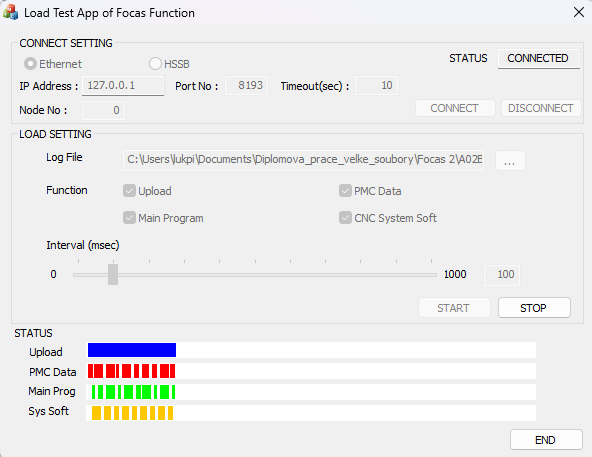 Load Test App of Focas Function
CONNECT SETTING
Ethernet HSSB STATUS CONNECTED
IP Address : 127.0.0.1 Port No : 8193 Timeout(sec) : 10
Node No : 0 CONNECT DISCONNECT
LOAD SETTING
Log File C:\Users\lukpi\Documents\Diplomova_prace_velke_soubory\Focas 2\A02B ...
Function Upload PMC Data
Main Program CNC System Soft
Interval (msec)
0 1000 100
START STOP
STATUS
Upload
PMC Data
Main Prog
Sys Soft
END